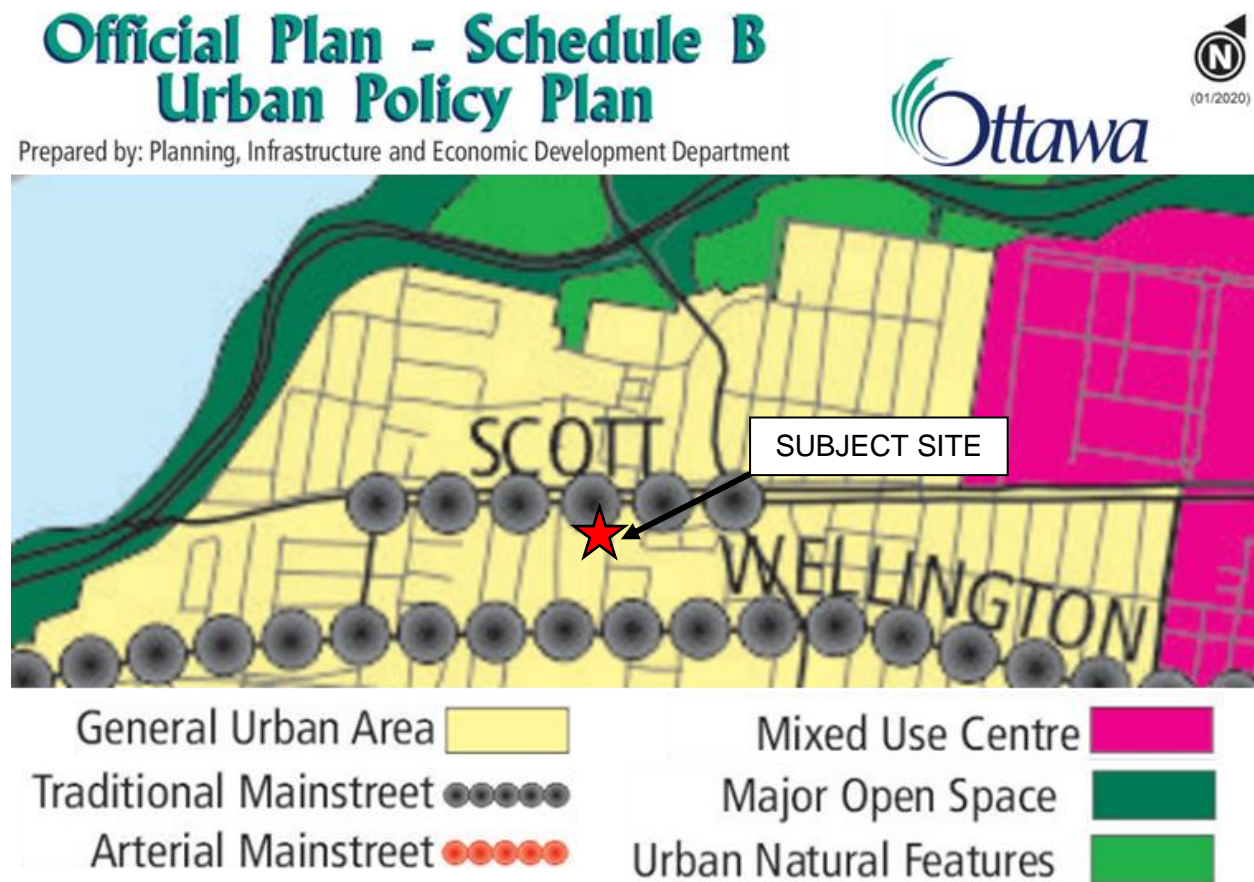 Official Plan - Schedule B
Urban Policy Plan
Prepared by: Planning, Infrastructure and Economic Development Department
Ottawa
N
(01/2020)
SCOTT
SUBJECT SITE
WELLINGTON
General Urban Area
Traditional Mainstreet
Arterial Mainstreet
Mixed Use Centre
Major Open Space
Urban Natural Features